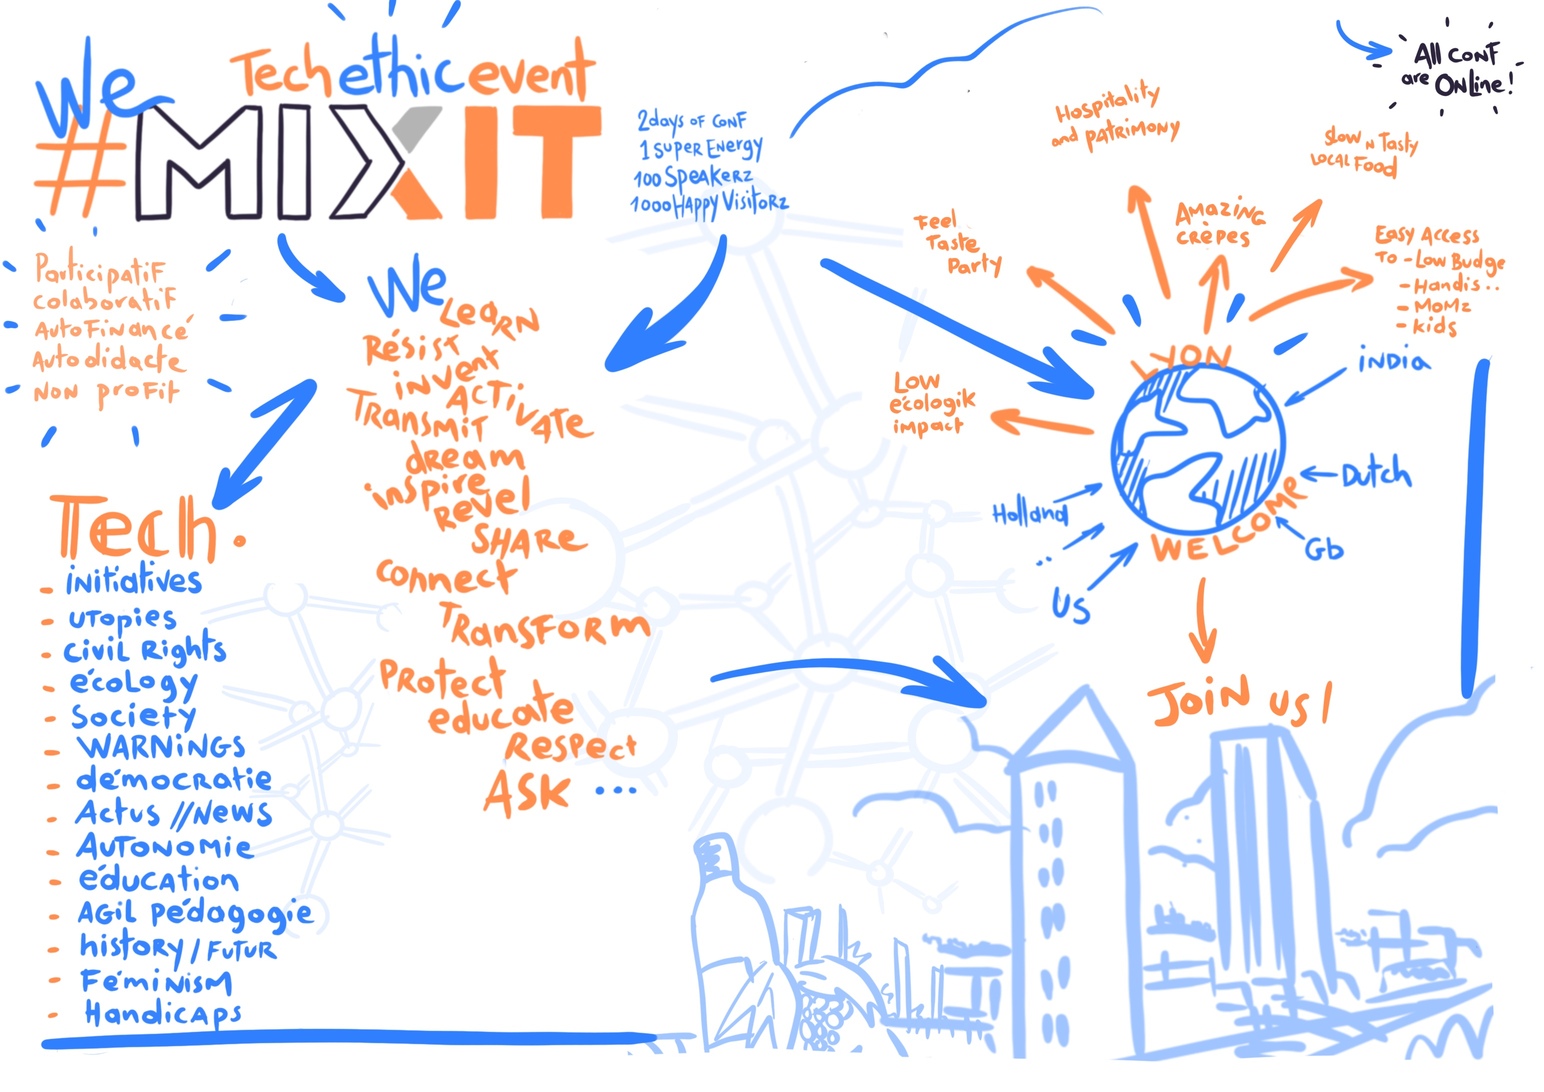 We
Tech ethic event
#MIXIT
2days of conf
1 super Energy
100 Speakerz
1000 Happy Visitorz
All conf
are Online!
Participatif
colaboratif
AutoFinancé
Autodidacte
Non profit
We
Learn
Résist
invent
Activate
Transmit
dream
inspire
Revel
Share
connect
Transform
Protect
educate
Respect
Ask ...
Tech.
- initiatives
- utopies
- civil Rights
- écology
- Society
- WARNiNGS
- démocratie
- Actus // News
- Autonomie
- éducation
- Agil pédagogie
- history / Futur
- Féminism
- Handicaps
Hospitality
and patrimony
Slow n Tasty
Local Food
Feel
Taste
Party
Amazing
crèpes
Easy Access
To - Low Budge
- Handis..
- Momz
- kids
Low
écologik
impact
LYON
india
Dutch
Holland
..
US
Gb
WELCOME
Join us!